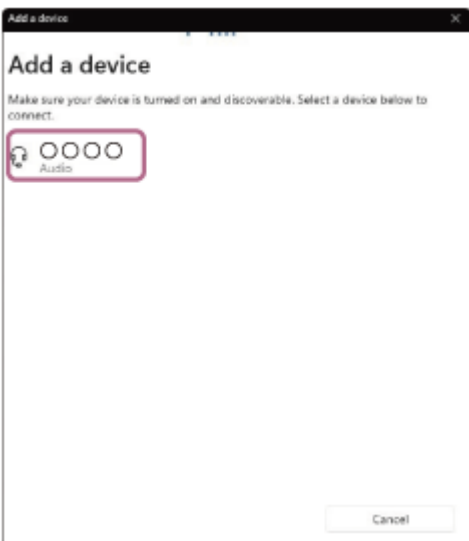 Add a device
Add a device
Make sure your device is turned on and discoverable. Select a device below to
connect.
○○○○
Audio
Cancel